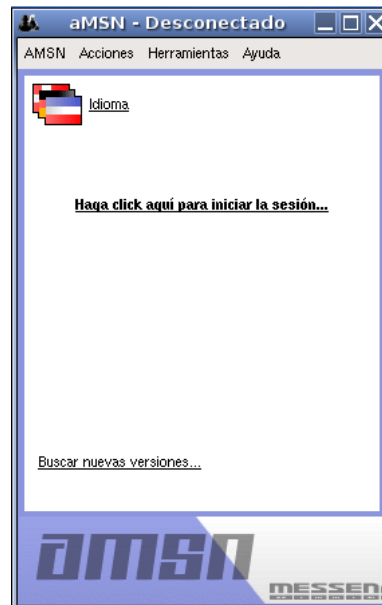 aMSN - Desconectado
AMSN Acciones Herramientas Ayuda
Idioma
Haga click aquí para iniciar la sesión...
Buscar nuevas versiones...
amsn